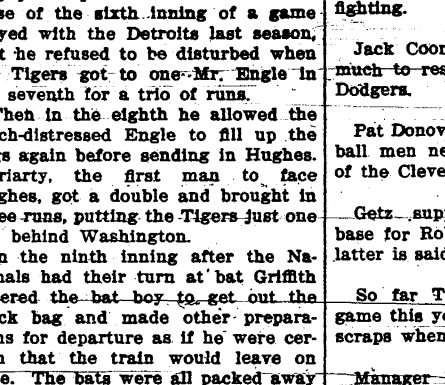 se of the sixth inning of a game
yed with the Detroits last season,
t he refused to be disturbed when
Tigers got to one Mr. Engle in
seventh for a trio of runs.
Then in the eighth he allowed the
ch-distressed Engle to fill up the
s again before sending in Hughes.
riarty, the first man to face
ghes, got a double and brought in
ee runs, putting the Tigers just one
behind Washington.
n the ninth inning after the Na-
nals had their turn at bat Griffith
ered the bat boy to get out the
ck bag and made other prepara-
ns for departure as if he were cer-
n that the train would leave on
e. The bats were all packed away
fighting.
Jack Coom
much to res
Dodgers.
Pat Donov
ball men ne
of the Cleve
Getz sup
base for Ro
latter is said
So far T
game this ye
scraps when
Manager